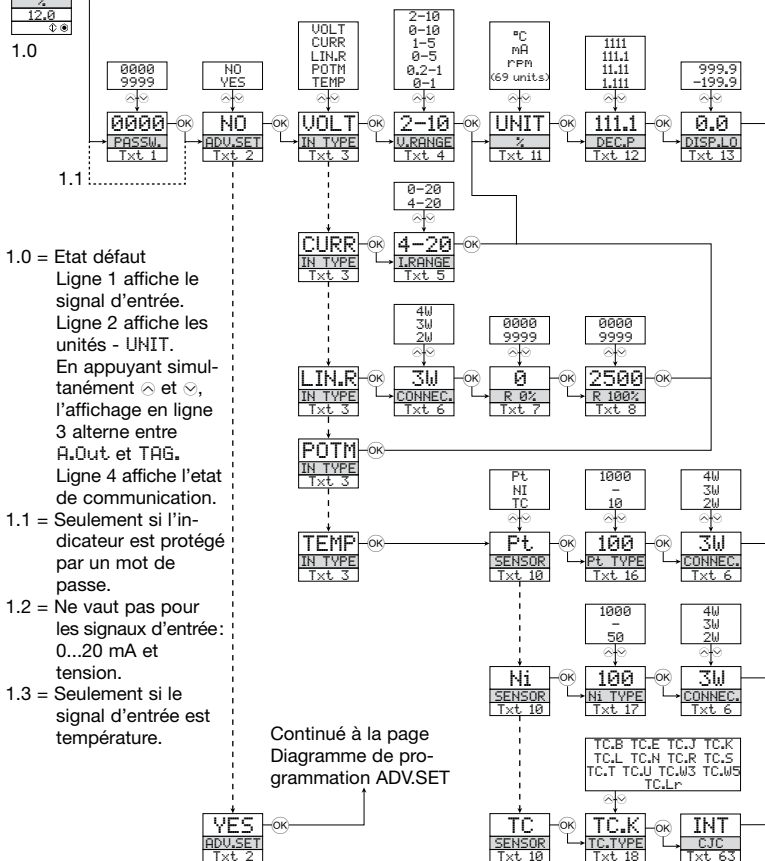 %
12.0
1.0
0000
9999
NO
YES
VOLT
CURR
LIN.R
POTM
TEMP
2-10
0-10
1-5
0-5
0.2-1
0-1
°C
mA
rpm
(69 units)
1111
111.1
11.11
1.111
999.9
-199.9
0000
OK
NO
OK
VOLT
OK
2-10
OK
UNIT
OK
111.1
OK
0.0
PASSW.
ADV.SET
IN TYPE
V.RANGE
%
DEC.P
DISP.LO
Txt 1
Txt 2
Txt 3
Txt 4
Txt 11
Txt 12
Txt 13
1.1
0-20
4-20
CURR
OK
4-20
OK
IN TYPE
I.RANGE
Txt 3
Txt 5
1.0 = Etat défaut
Ligne 1 affiche le
signal d'entrée.
Ligne 2 affiche les
unités - UNIT.
En appuyant simul-
tanément et ,
l'affichage en ligne
3 alterne entre
A.Out et TAG.
Ligne 4 affiche l'etat
de communication.
1.1 = Seulement si l'in-
dicateur est protégé
par un mot de
passe.
1.2 = Ne vaut pas pour
les signaux d'entrée:
0...20 mA et
tension.
1.3 = Seulement si le
signal d'entrée est
température.
4W
3W
2W
0000
9999
0000
9999
LIN.R
OK
3W
OK
0
OK
2500
OK
IN TYPE
CONNEC.
R 0%
R 100%
Txt 3
Txt 6
Txt 7
Txt 8
POTM
OK
IN TYPE
Txt 3
Pt
NI
TC
1000
-
10
4W
3W
2W
TEMP
OK
Pt
OK
100
OK
3W
IN TYPE
SENSOR
Pt TYPE
CONNEC.
Txt 3
Txt 10
Txt 16
Txt 6
1000
-
50
4W
3W
2W
Ni
OK
100
OK
3W
SENSOR
Ni TYPE
CONNEC.
Txt 10
Txt 17
Txt 6
Continué à la page
Diagramme de pro-
grammation ADV.SET
TC.B TC.E TC.J TC.K
TC.L TC.N TC.R TC.S
TC.T TC.U TC.W3 TC.W5
TC.Lr
YES
OK
ADV.SET
Txt 2
TC
OK
TC.K
OK
INT
SENSOR
TC.TYPE
CJC
Txt 10
Txt 18
Txt 63